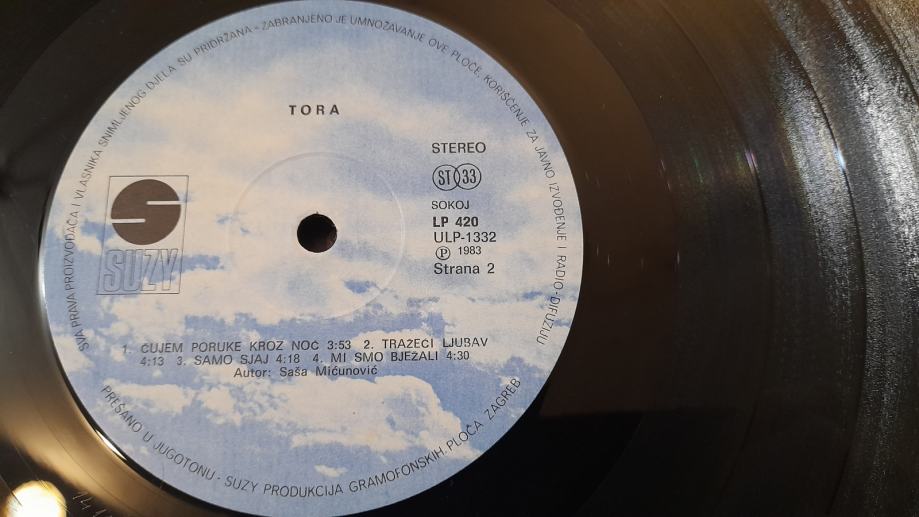 SVA PRAVA PROIZVOĐAČA I VLASNIKA SNIMLJENOG DJELA SU PRIDRŽANA - ZABRANJENO JE UMNOŽAVANJE OVE PLOČE, KORIŠĆENJE ZA JAVNO IZVOĐENJE I RADIO-DIFUZIJU
TORA
STEREO
ST 33
SOKOJ
LP 420
ULP-1332
Ⓟ 1983
Strana 2
SUZY
1. ČUJEM PORUKE KROZ NOĆ 3:53 2. TRAŽEĆI LJUBAV
4:13 3. SAMO SJAJ 4:18 4. MI SMO BJEŽALI 4:30
Autor: Saša Mićunović
PREŠANO U JUGOTONU - SUZY PRODUKCIJA GRAMOFONSKIH PLOČA ZAGREB